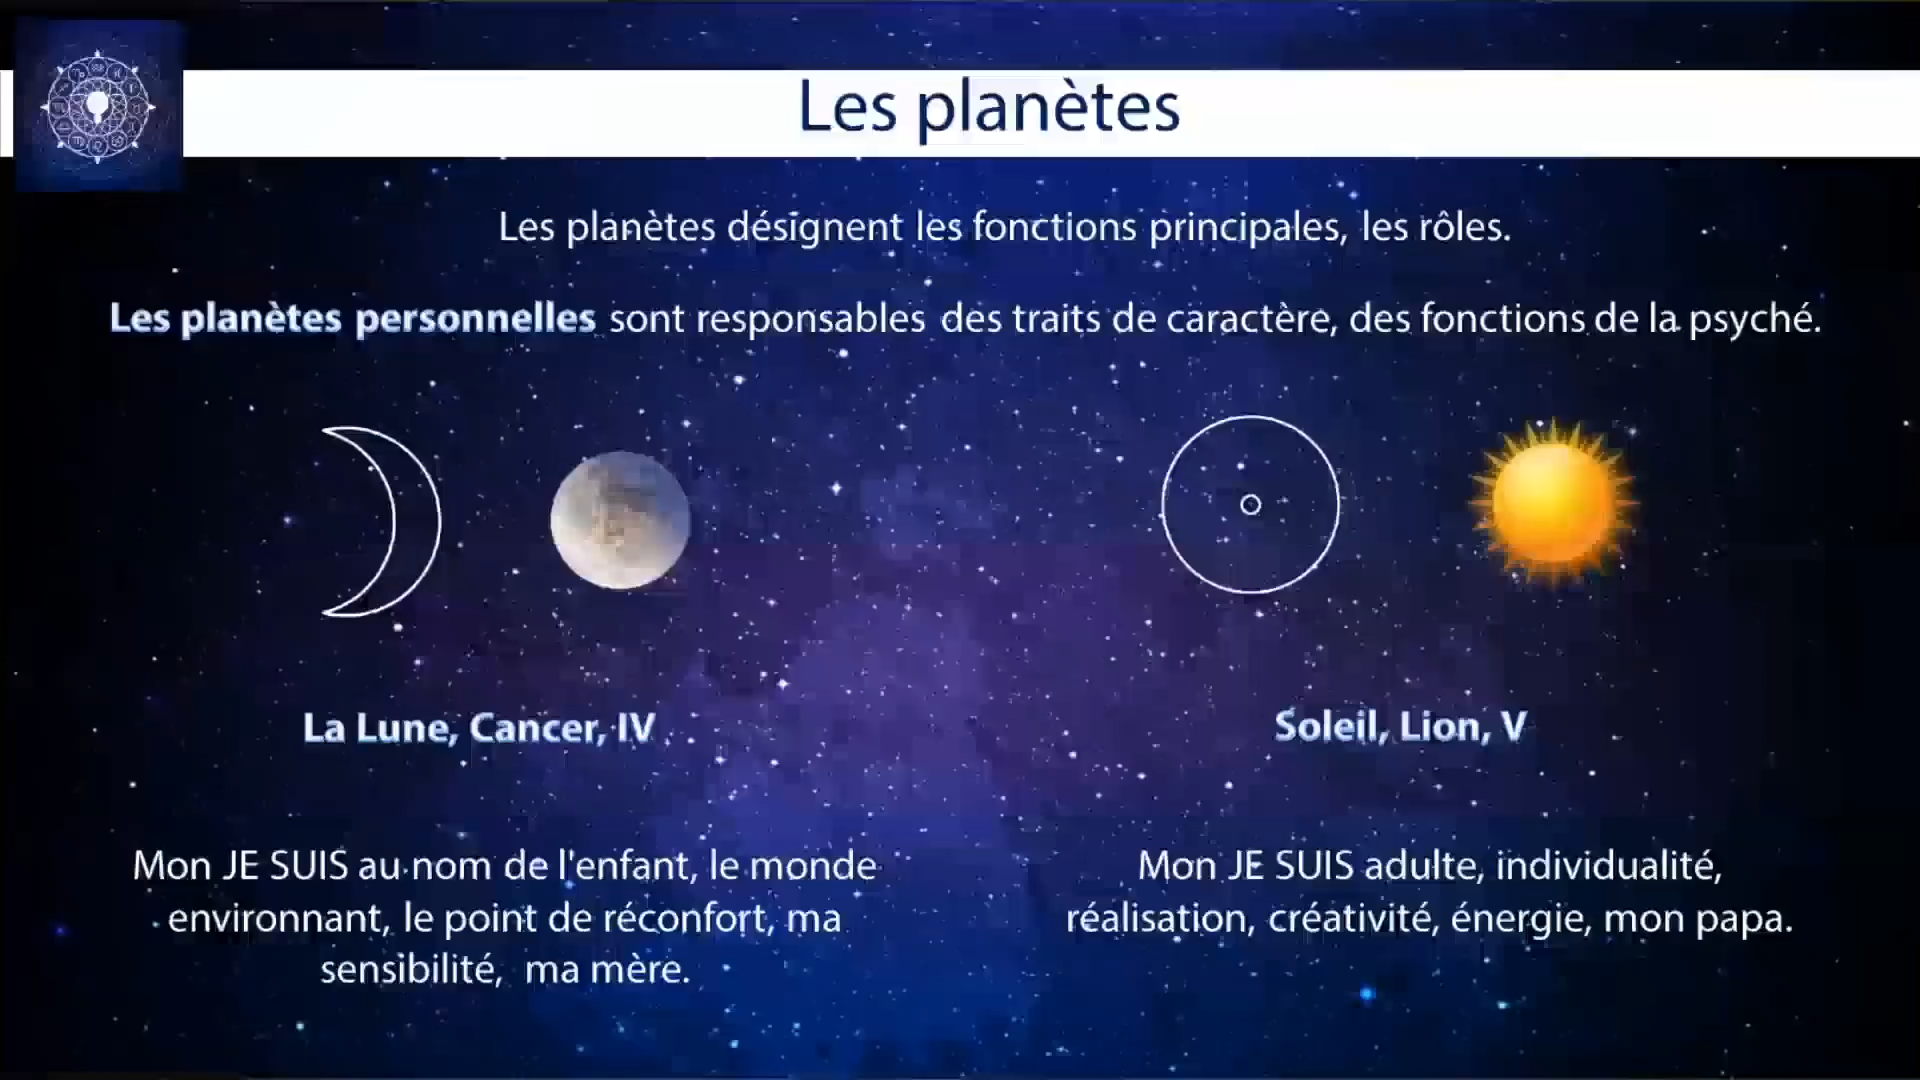 Les planètes
Les planètes désignent les fonctions principales, les rôles.
Les planètes personnelles sont responsables des traits de caractère, des fonctions de la psyché.
La Lune, Cancer, IV
Soleil, Lion, V
Mon JE SUIS au nom de l'enfant, le monde
environnant, le point de réconfort, ma
sensibilité, ma mère.
Mon JE SUIS adulte, individualité,
réalisation, créativité, énergie, mon papa.